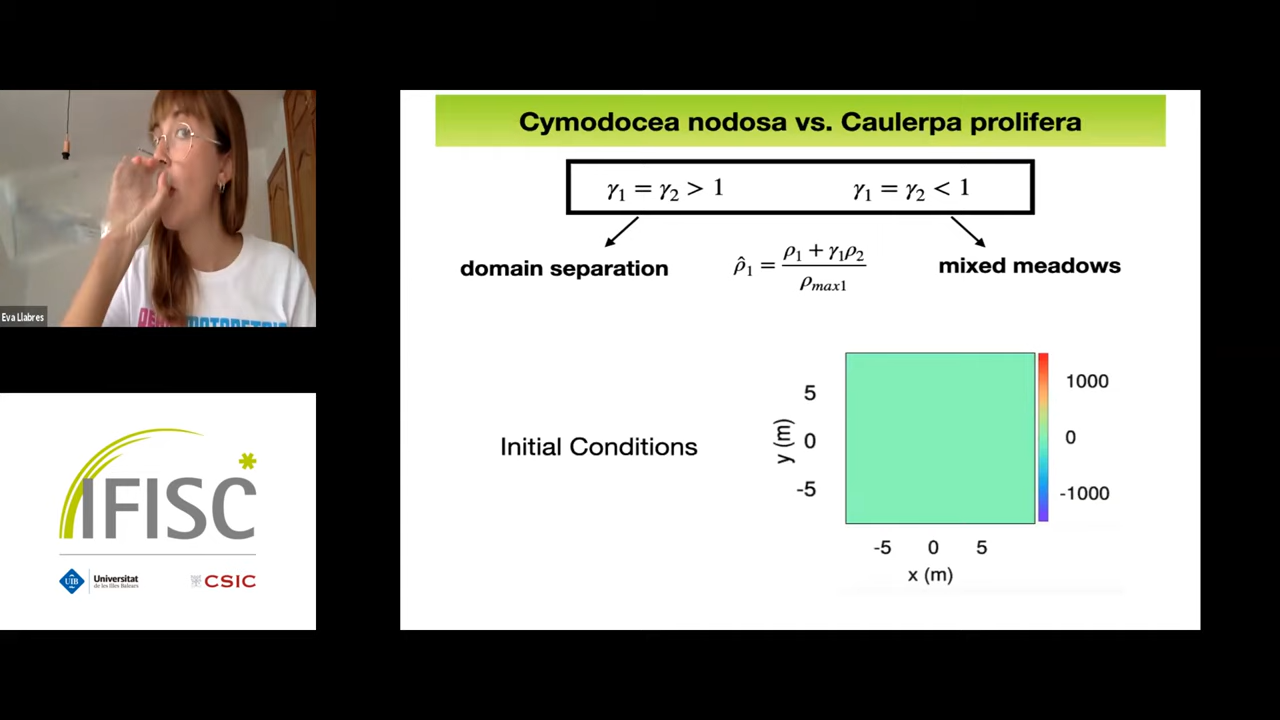 Cymodocea nodosa vs. Caulerpa prolifera
γ₁ = γ₂ > 1
γ₁ = γ₂ < 1
domain separation
ρ̂₁ = (ρ₁ + γ₁ρ₂) / ρₘₐₓ₁
mixed meadows
Initial Conditions
y (m)
5
0
-5
-5 0 5
x (m)
1000
0
-1000
Eva Llabres
IFISC
UIB
Universitat
de les Illes Balears
CSIC